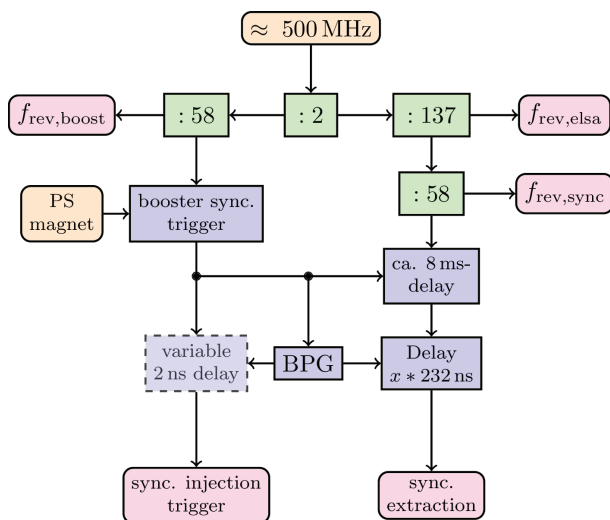 ≈ 500 MHz
f_rev,boost
: 58
: 2
: 137
f_rev,elsa
PS
magnet
booster sync.
trigger
: 58
f_rev,sync
ca. 8 ms-
delay
variable
2 ns delay
BPG
Delay
x ∗ 232 ns
sync. injection
trigger
sync.
extraction